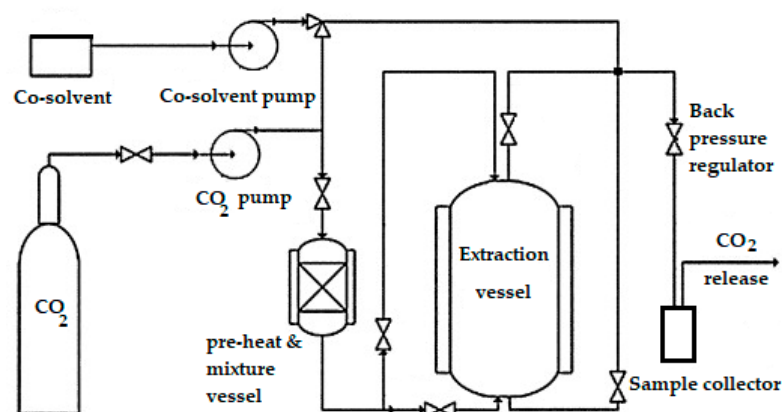 Co-solvent
Co-solvent pump
CO2 pump
CO2
pre-heat &
mixture
vessel
Extraction
vessel
Back
pressure
regulator
CO2
release
Sample collector